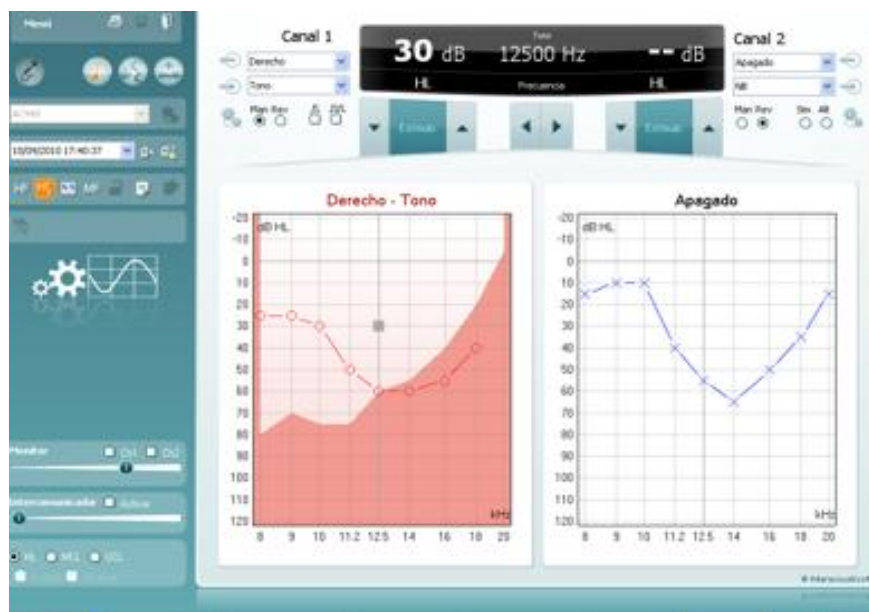 Menú
Canal 1
Derecho
Tono
Man Rev
30 dB
HL
Tono
12500 Hz
Frecuencia
-- dB
HL
Canal 2
Apagado
NB
Man Rev
Sim Alt
10/09/2010 17:40:37
HF
MF
Derecho - Tono
dB HL
-20
-10
0
10
20
30
40
50
60
70
80
90
100
110
120
kHz
8 9 10 11.2 12.5 14 16 18 20
Apagado
dB HL
-20
-10
0
10
20
30
40
50
60
70
80
90
100
110
120
kHz
8 9 10 11.2 12.5 14 16 18 20
Monitor
Ch1 Ch2
Intercomunicador
HL MCL UCL